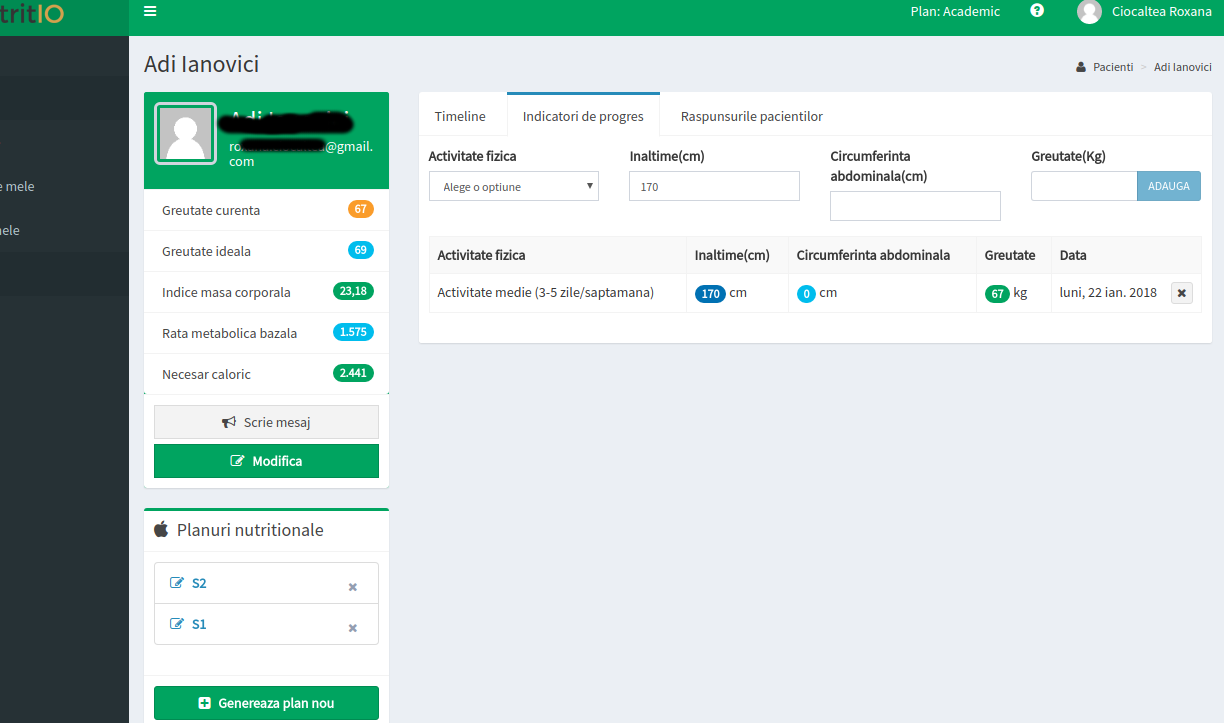 tritIO
Plan: Academic
Ciocaltea Roxana
e mele
ele
Adi Ianovici
Pacienti > Adi Ianovici
@gmail.
com
Greutate curenta 67
Greutate ideala 69
Indice masa corporala 23,18
Rata metabolica bazala 1.575
Necesar caloric 2.441
Scrie mesaj
Modifica
Planuri nutritionale
S2
S1
Genereaza plan nou
Timeline Indicatori de progres Raspunsurile pacientilor
Activitate fizica
Alege o optiune
Inaltime(cm)
170
Circumferinta
abdominala(cm)
Greutate(Kg)
ADAUGA
Activitate fizica Inaltime(cm) Circumferinta abdominala Greutate Data
Activitate medie (3-5 zile/saptamana) 170 cm 0 cm 67 kg luni, 22 ian. 2018